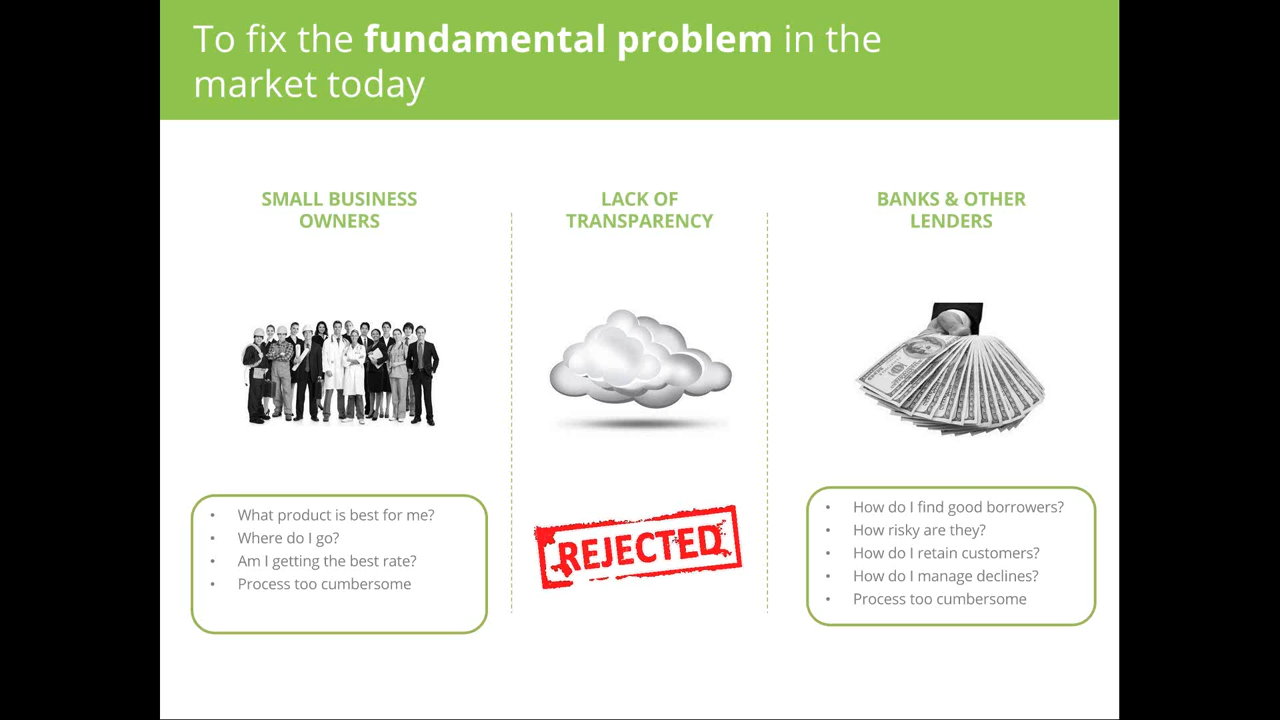 To fix the fundamental problem in the
market today
SMALL BUSINESS
OWNERS
What product is best for me?
Where do I go?
Am I getting the best rate?
Process too cumbersome
LACK OF
TRANSPARENCY
REJECTED
BANKS & OTHER
LENDERS
How do I find good borrowers?
How risky are they?
How do I retain customers?
How do I manage declines?
Process too cumbersome